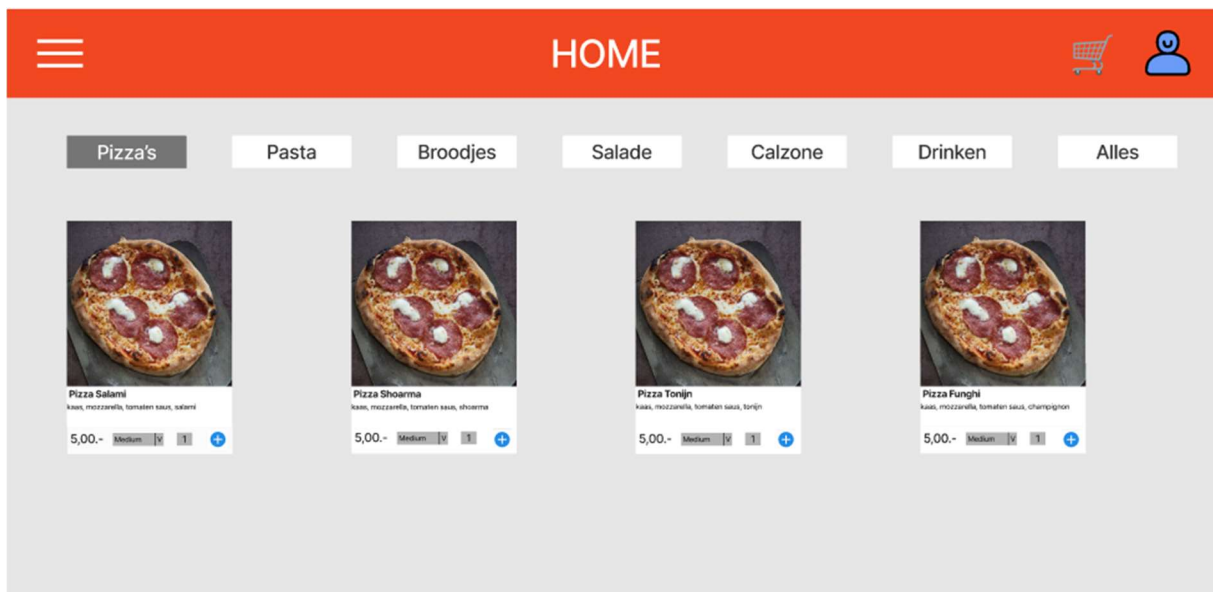 HOME
Pizza's Pasta Broodjes Salade Calzone Drinken Alles
Pizza Salami
kaas, mozzarella, tomaten saus, salami
5,00.- Medium V 1
Pizza Shoarma
kaas, mozzarella, tomaten saus, shoarma
5,00.- Medium V 1
Pizza Tonijn
kaas, mozzarella, tomaten saus, tonijn
5,00.- Medium V 1
Pizza Funghi
kaas, mozzarella, tomaten saus, champignon
5,00.- Medium V 1